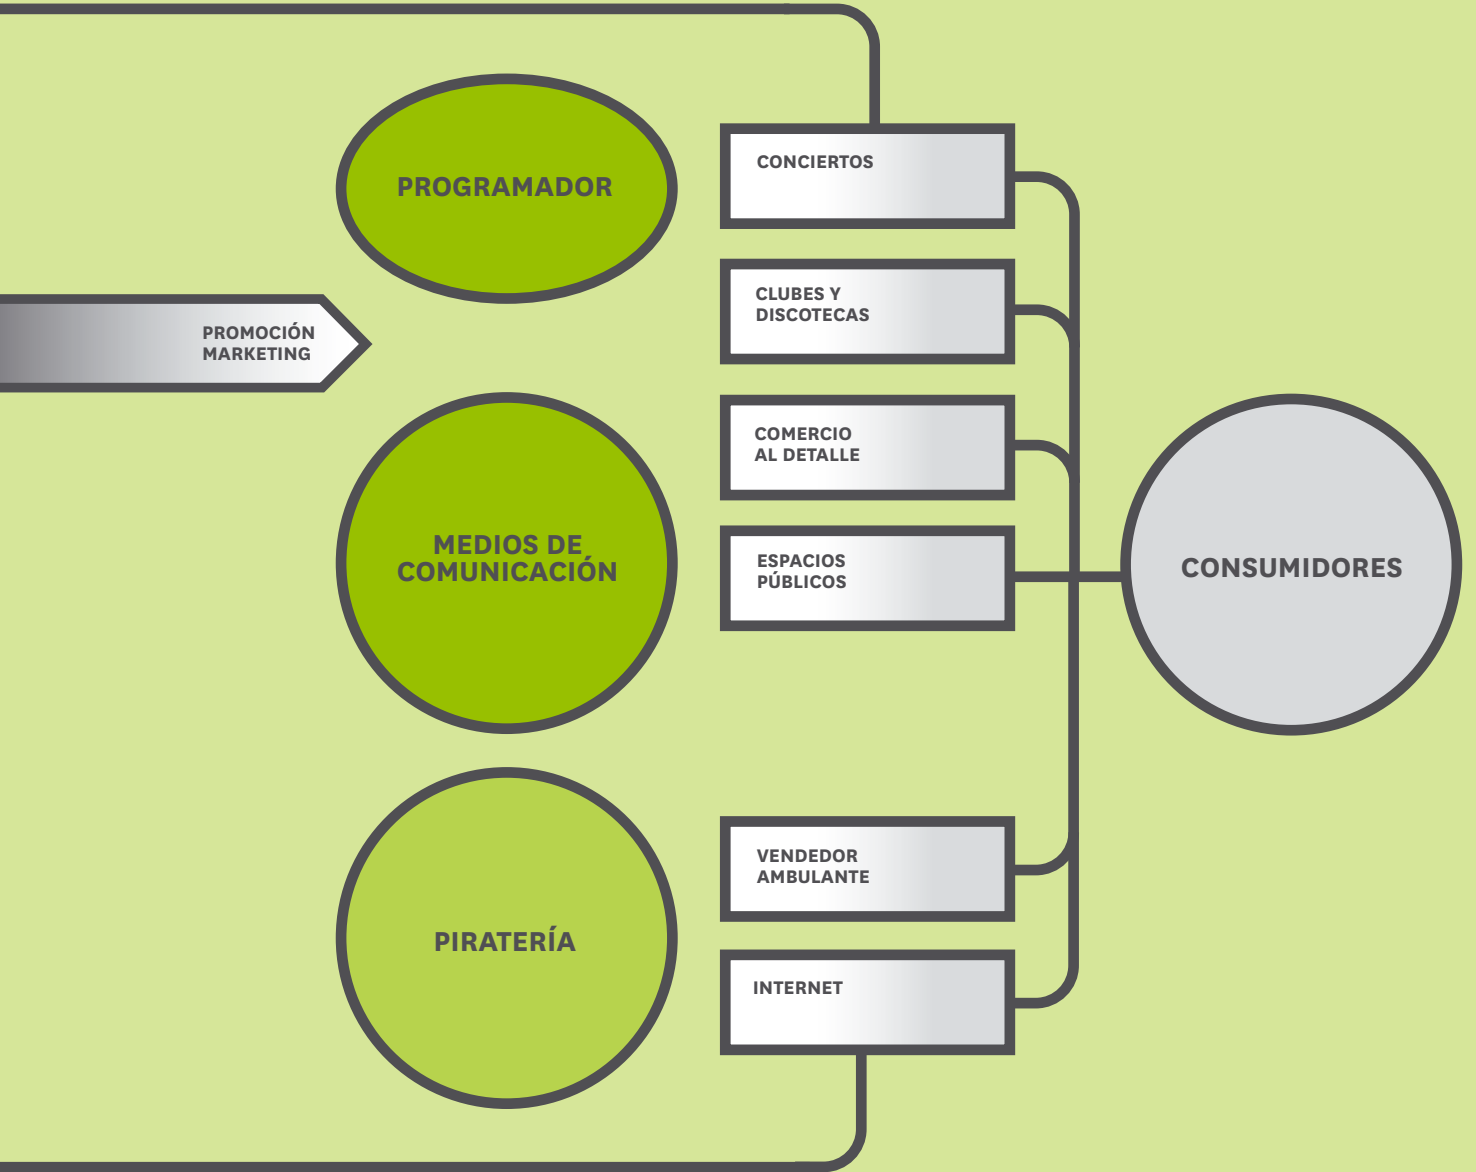 PROGRAMADOR
PROMOCIÓN
MARKETING
MEDIOS DE
COMUNICACIÓN
PIRATERÍA
CONCIERTOS
CLUBES Y
DISCOTECAS
COMERCIO
AL DETALLE
ESPACIOS
PÚBLICOS
VENDEDOR
AMBULANTE
INTERNET
CONSUMIDORES